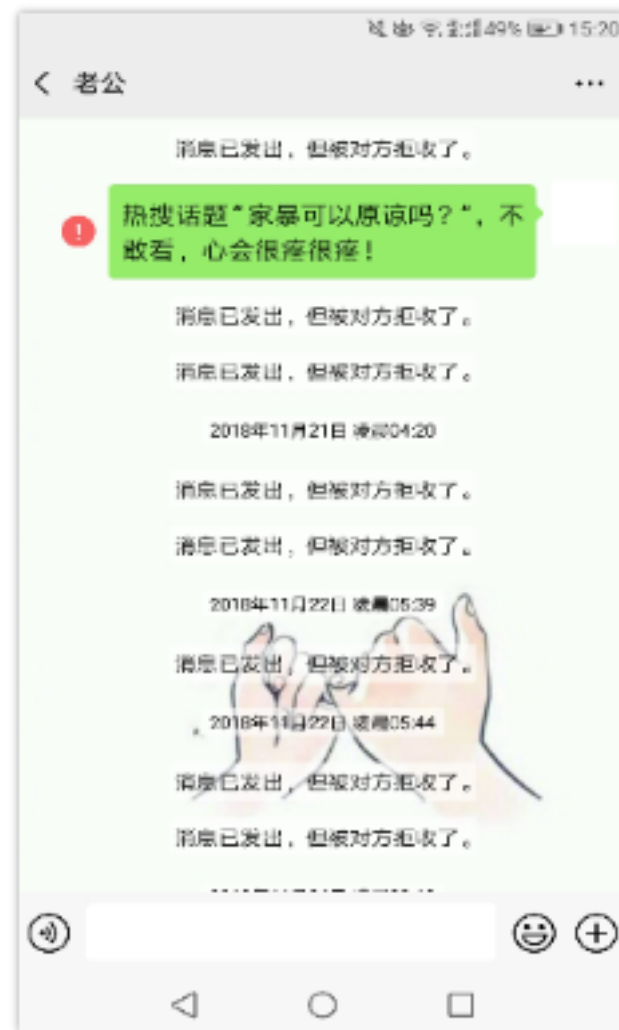 49% 15:20
老公
消息已发出，但被对方拒收了。
热搜话题“家暴可以原谅吗？”，不
敢看，心会很疼很疼！
消息已发出，但被对方拒收了。
消息已发出，但被对方拒收了。
2018年11月21日 凌晨04:20
消息已发出，但被对方拒收了。
消息已发出，但被对方拒收了。
2018年11月22日 凌晨05:39
消息已发出，但被对方拒收了。
2018年11月22日 凌晨05:44
消息已发出，但被对方拒收了。
消息已发出，但被对方拒收了。